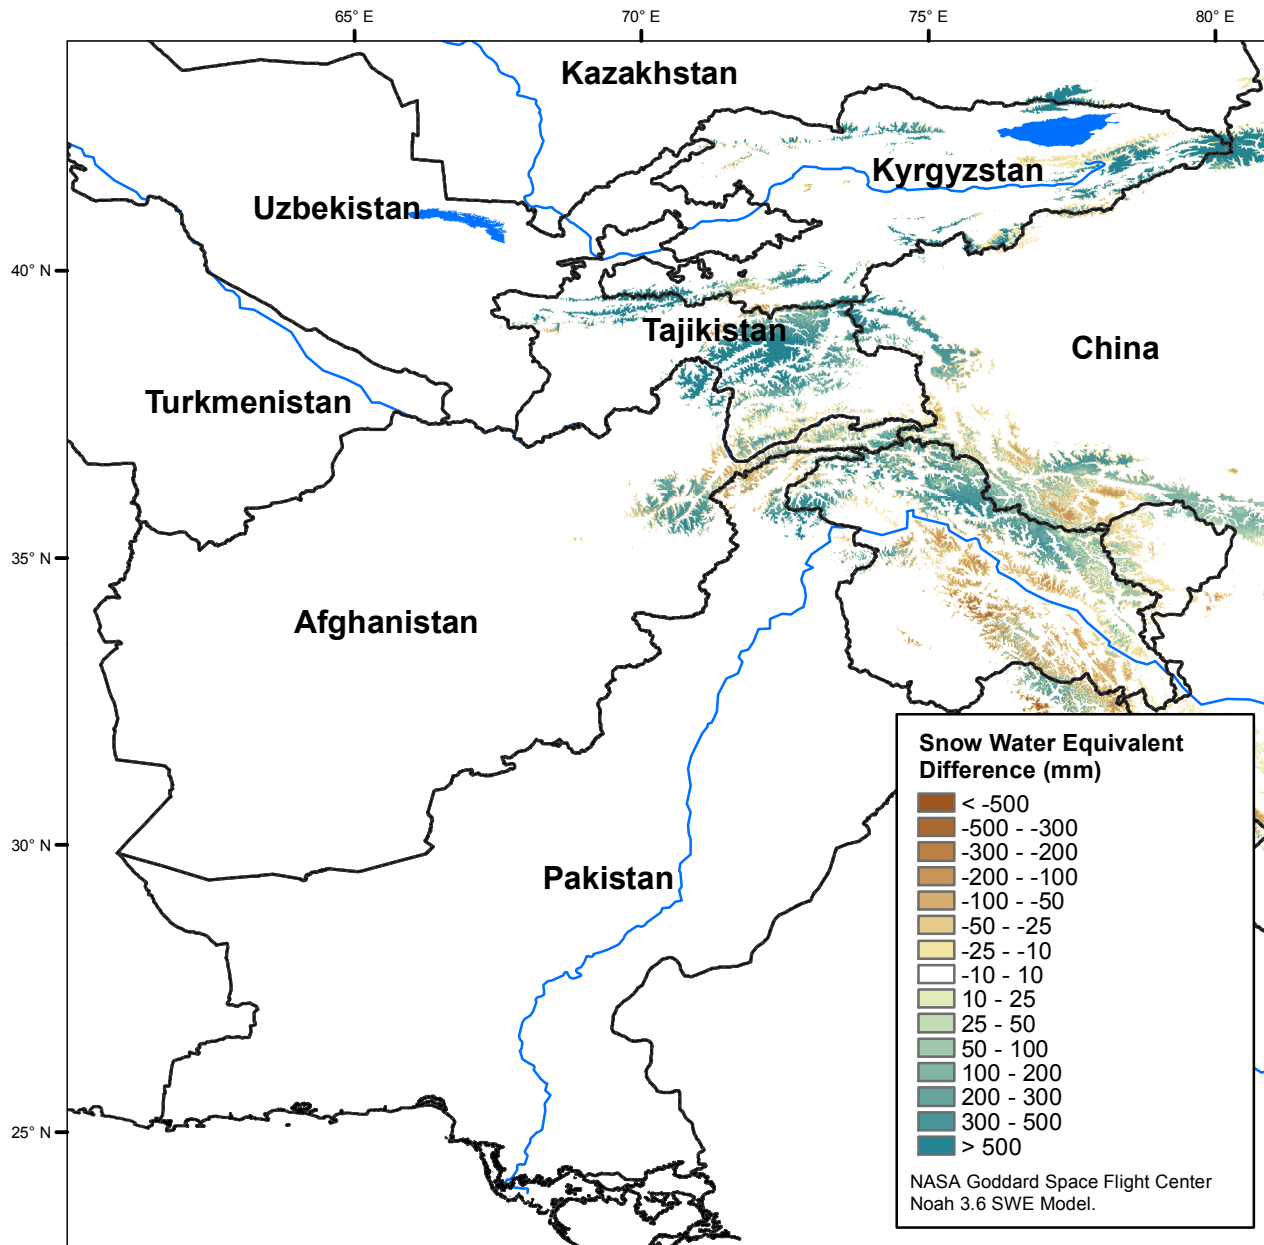 65° E
70° E
75° E
80° E
Kazakhstan
Kyrgyzstan
Uzbekistan
40° N
Tajikistan
China
Turkmenistan
35° N
Afghanistan
Snow Water Equivalent
Difference (mm)
< -500
-500 - -300
-300 - -200
-200 - -100
-100 - -50
-50 - -25
-25 - -10
-10 - 10
10 - 25
25 - 50
50 - 100
100 - 200
200 - 300
300 - 500
> 500
NASA Goddard Space Flight Center
Noah 3.6 SWE Model.
30° N
Pakistan
25° N